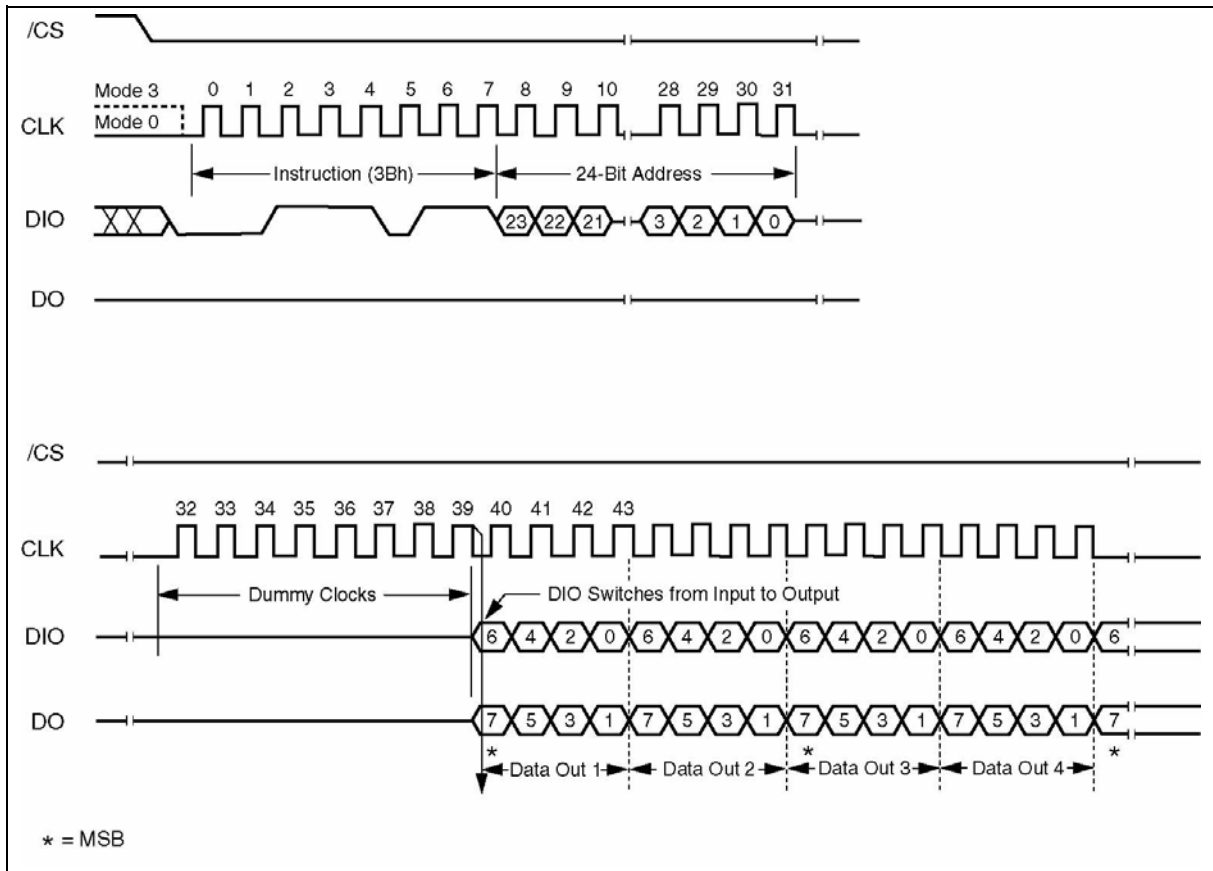 /CS
Mode 3
0 1 2 3 4 5 6 7 8 9 10 28 29 30 31
CLK
Mode 0
Instruction (3Bh) 24-Bit Address
DIO 23 22 21 3 2 1 0
DO
/CS
32 33 34 35 36 37 38 39 40 41 42 43
CLK
Dummy Clocks DIO Switches from Input to Output
DIO 6 4 2 0 6 4 2 0 6 4 2 0 6 4 2 0 6
DO 7 5 3 1 7 5 3 1 7 5 3 1 7 5 3 1 7
* * *
Data Out 1 Data Out 2 Data Out 3 Data Out 4
* = MSB